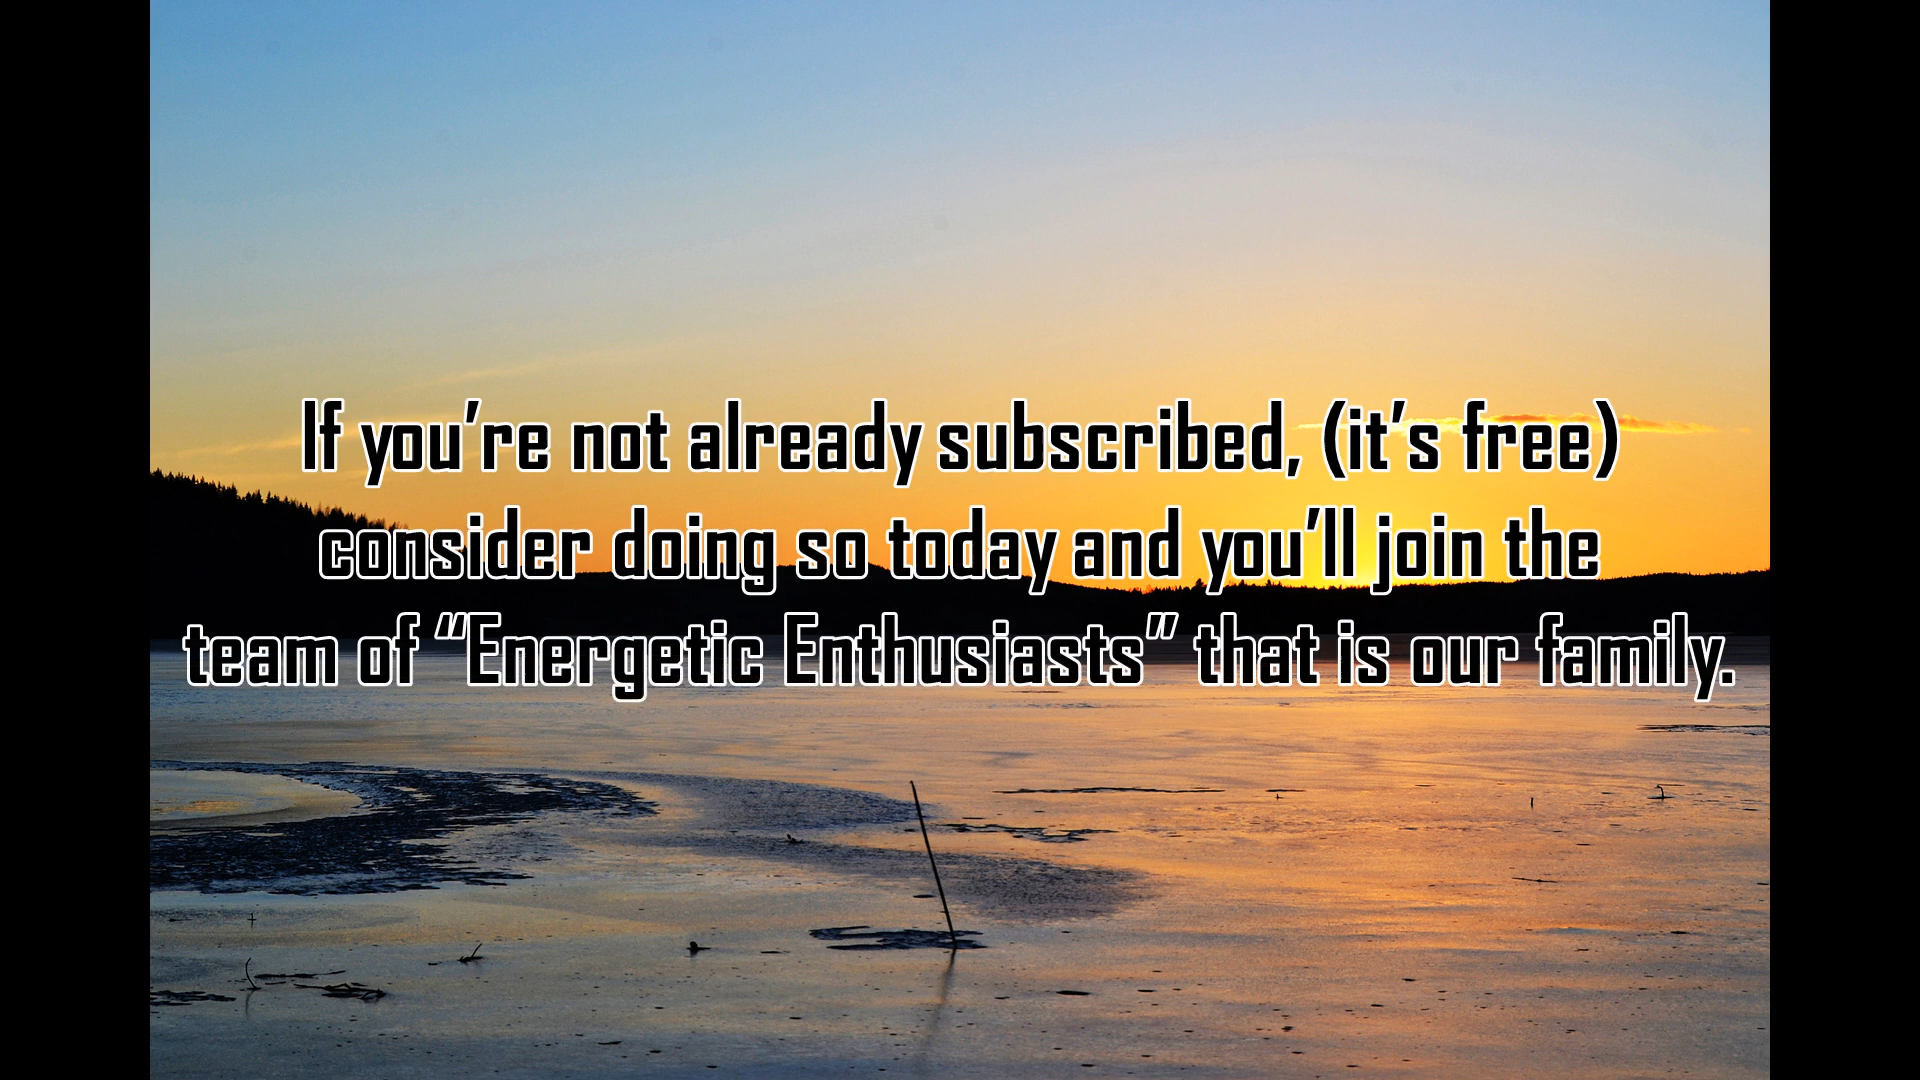 If you’re not already subscribed, (it’s free)
consider doing so today and you’ll join the
team of “Energetic Enthusiasts” that is our family.